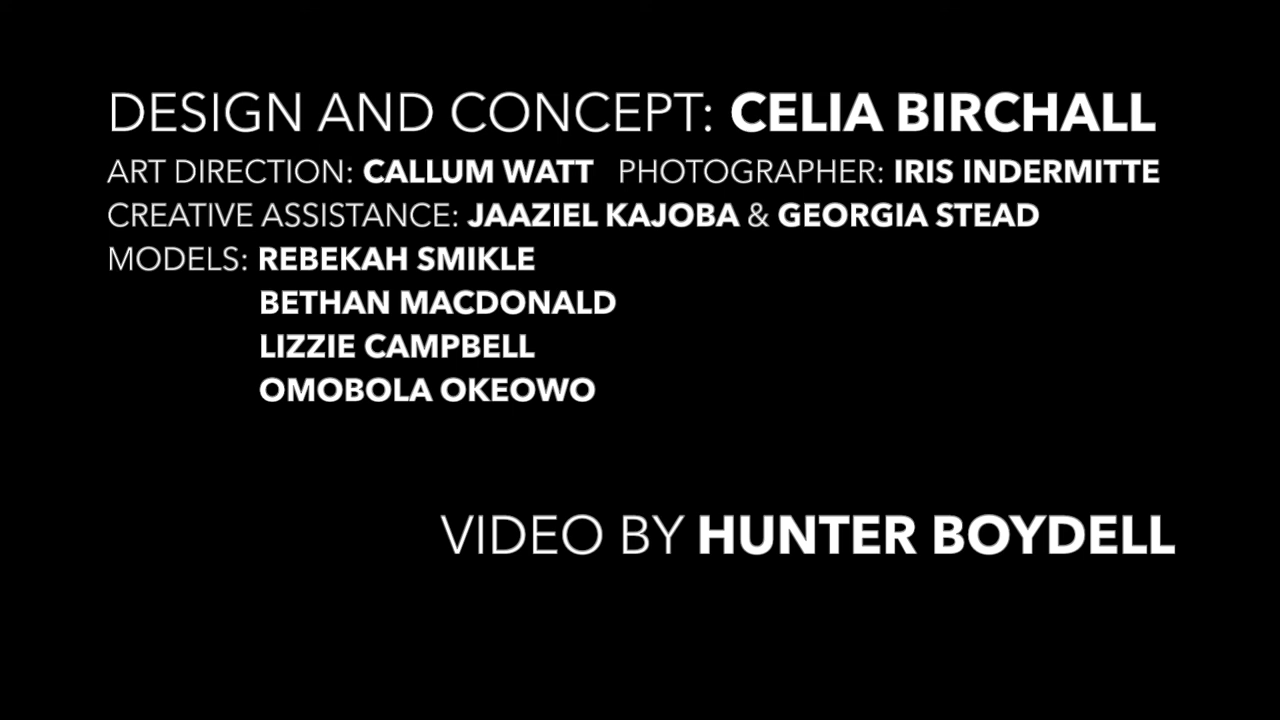 DESIGN AND CONCEPT: CELIA BIRCHALL
ART DIRECTION: CALLUM WATT PHOTOGRAPHER: IRIS INDERMITTE
CREATIVE ASSISTANCE: JAAZIEL KAJOBA & GEORGIA STEAD
MODELS: REBEKAH SMIKLE
BETHAN MACDONALD
LIZZIE CAMPBELL
OMOBOLA OKEOWO
VIDEO BY HUNTER BOYDELL